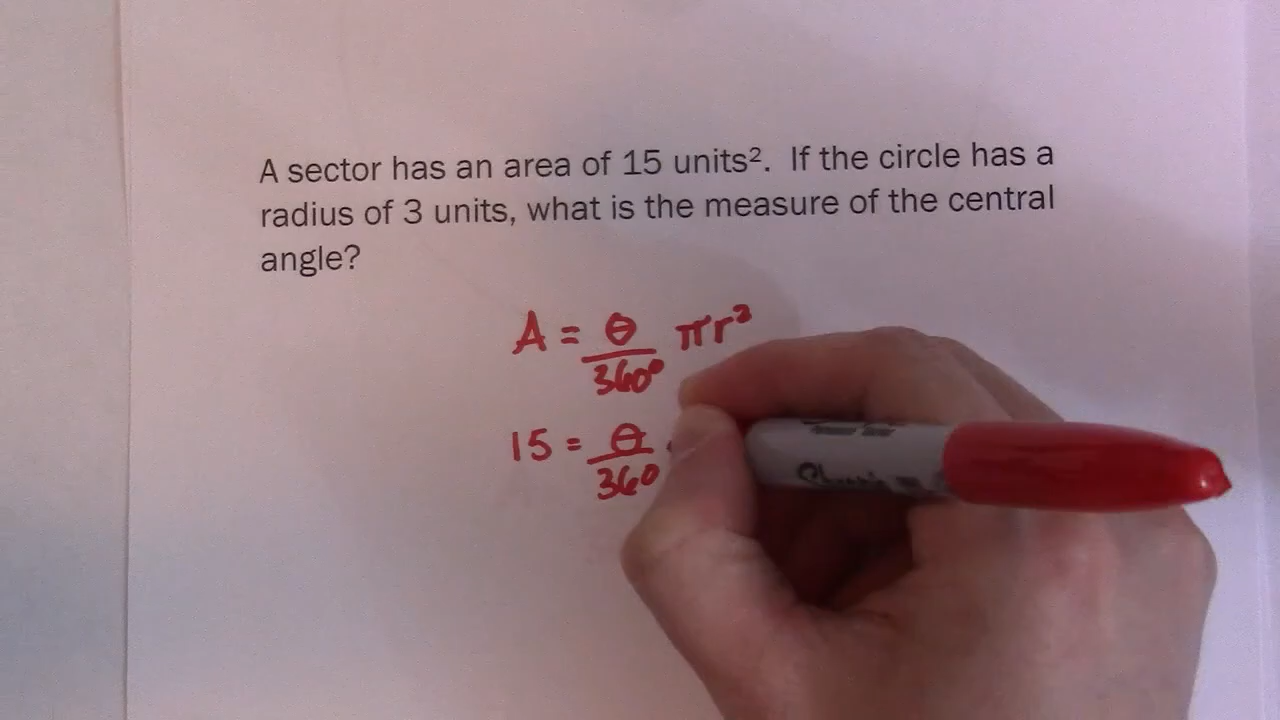 A sector has an area of 15 units². If the circle has a
radius of 3 units, what is the measure of the central
angle?
A = θ/360° πr²
15 = θ/360